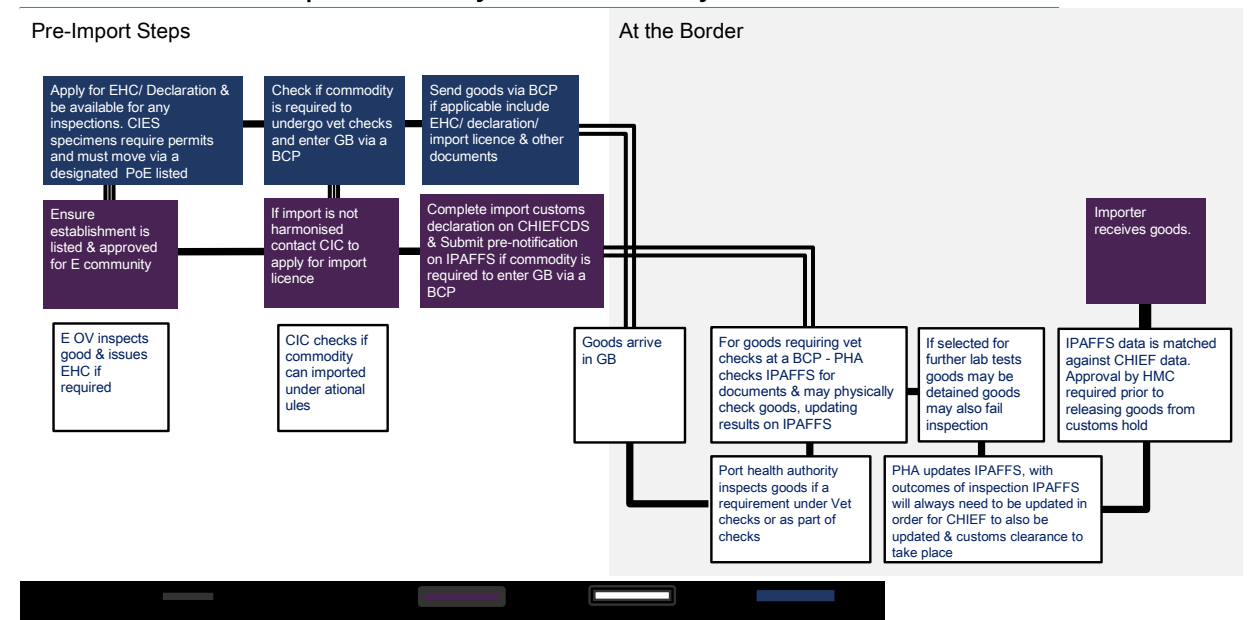 Pre-Import Steps
At the Border
Apply for EHC/ Declaration &
be available for any
inspections. CIES
specimens require permits
and must move via a
designated PoE listed
Check if commodity
is required to
undergo vet checks
and enter GB via a
BCP
Send goods via BCP
if applicable include
EHC/ declaration/
import licence & other
documents
Ensure
establishment is
listed & approved
for E community
If import is not
harmonised
contact CIC to
apply for import
licence
Complete import customs
declaration on CHIEFCDS
& Submit pre-notification
on IPAFFS if commodity is
required to enter GB via a
BCP
Importer
receives goods.
E OV inspects
good & issues
EHC if
required
CIC checks if
commodity
can imported
under ational
ules
Goods arrive
in GB
For goods requiring vet
checks at a BCP - PHA
checks IPAFFS for
documents & may physically
check goods, updating
results on IPAFFS
If selected for
further lab tests
goods may be
detained goods
may also fail
inspection
IPAFFS data is matched
against CHIEF data.
Approval by HMC
required prior to
releasing goods from
customs hold
Port health authority
inspects goods if a
requirement under Vet
checks or as part of
checks
PHA updates IPAFFS, with
outcomes of inspection IPAFFS
will always need to be updated in
order for CHIEF to also be
updated & customs clearance to
take place